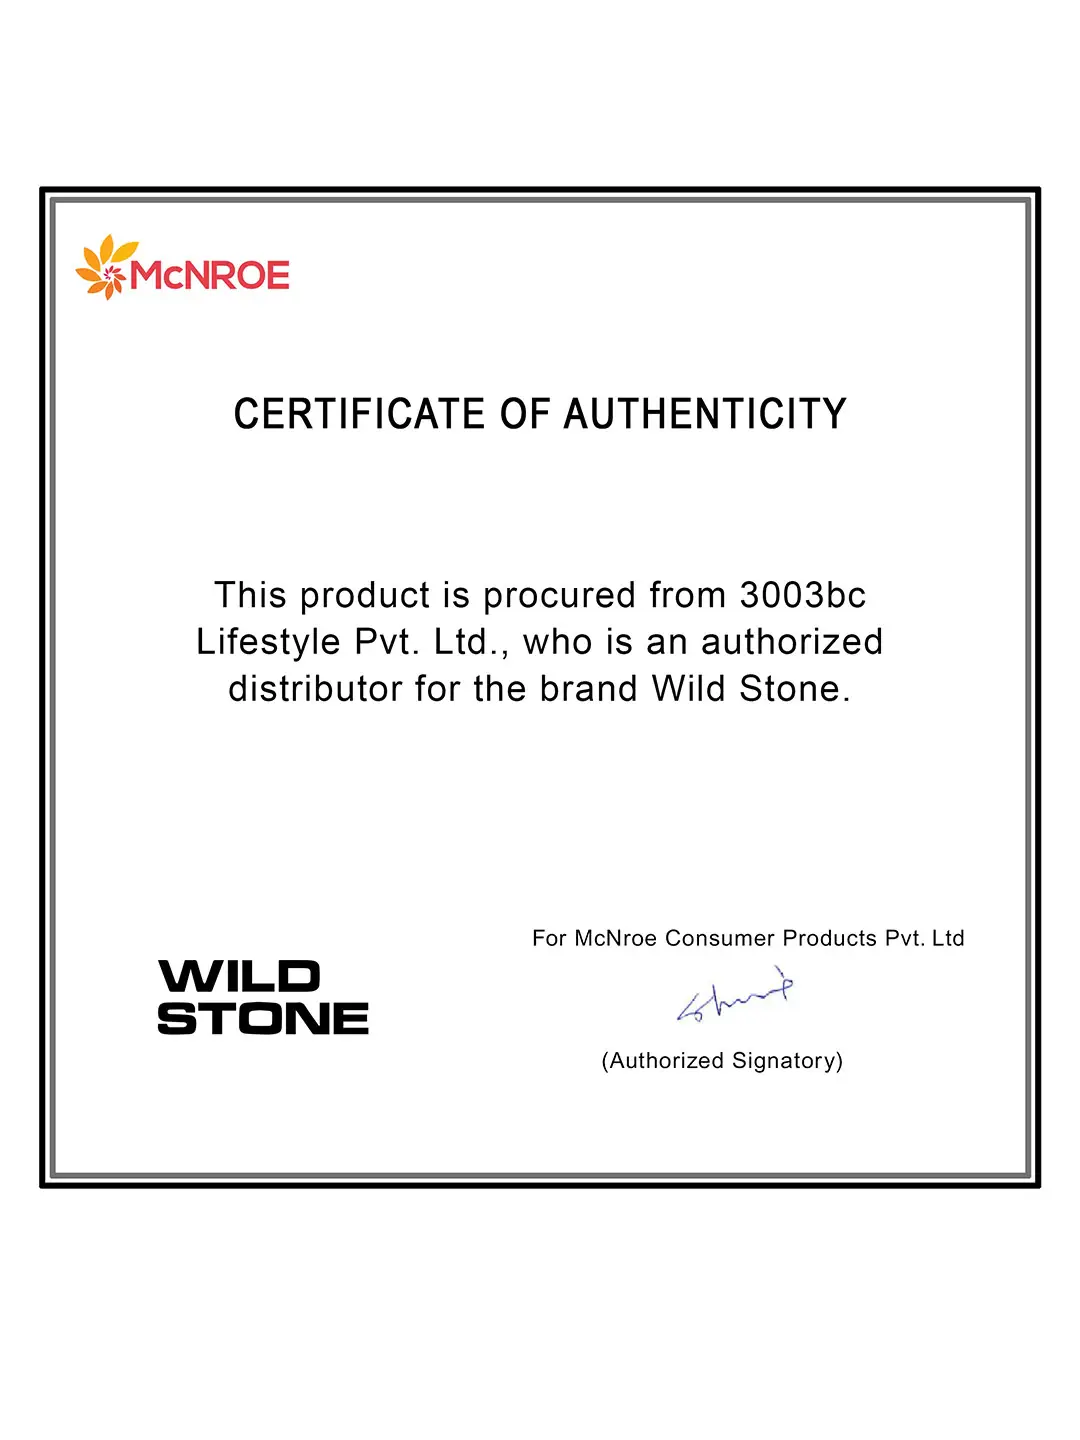 McNROE
CERTIFICATE OF AUTHENTICITY
This product is procured from 3003bc
Lifestyle Pvt. Ltd., who is an authorized
distributor for the brand Wild Stone.
For McNroe Consumer Products Pvt. Ltd
WILD
STONE
(Authorized Signatory)